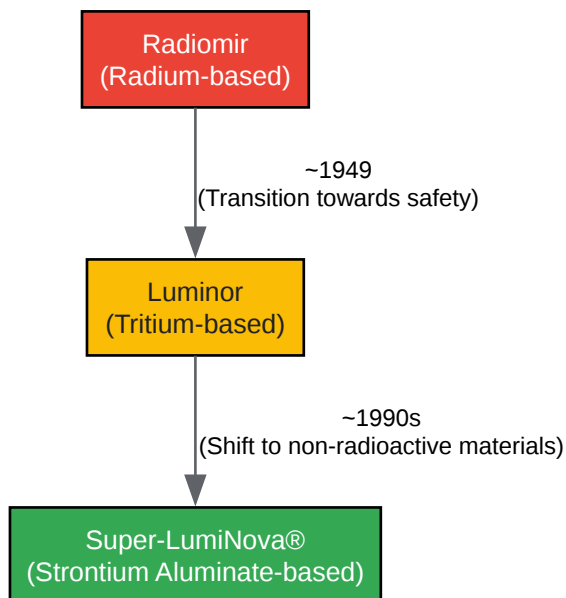 Radiomir
(Radium-based)
~1949
(Transition towards safety)
Luminor
(Tritium-based)
~1990s
(Shift to non-radioactive materials)
Super-LumiNova®
(Strontium Aluminate-based)